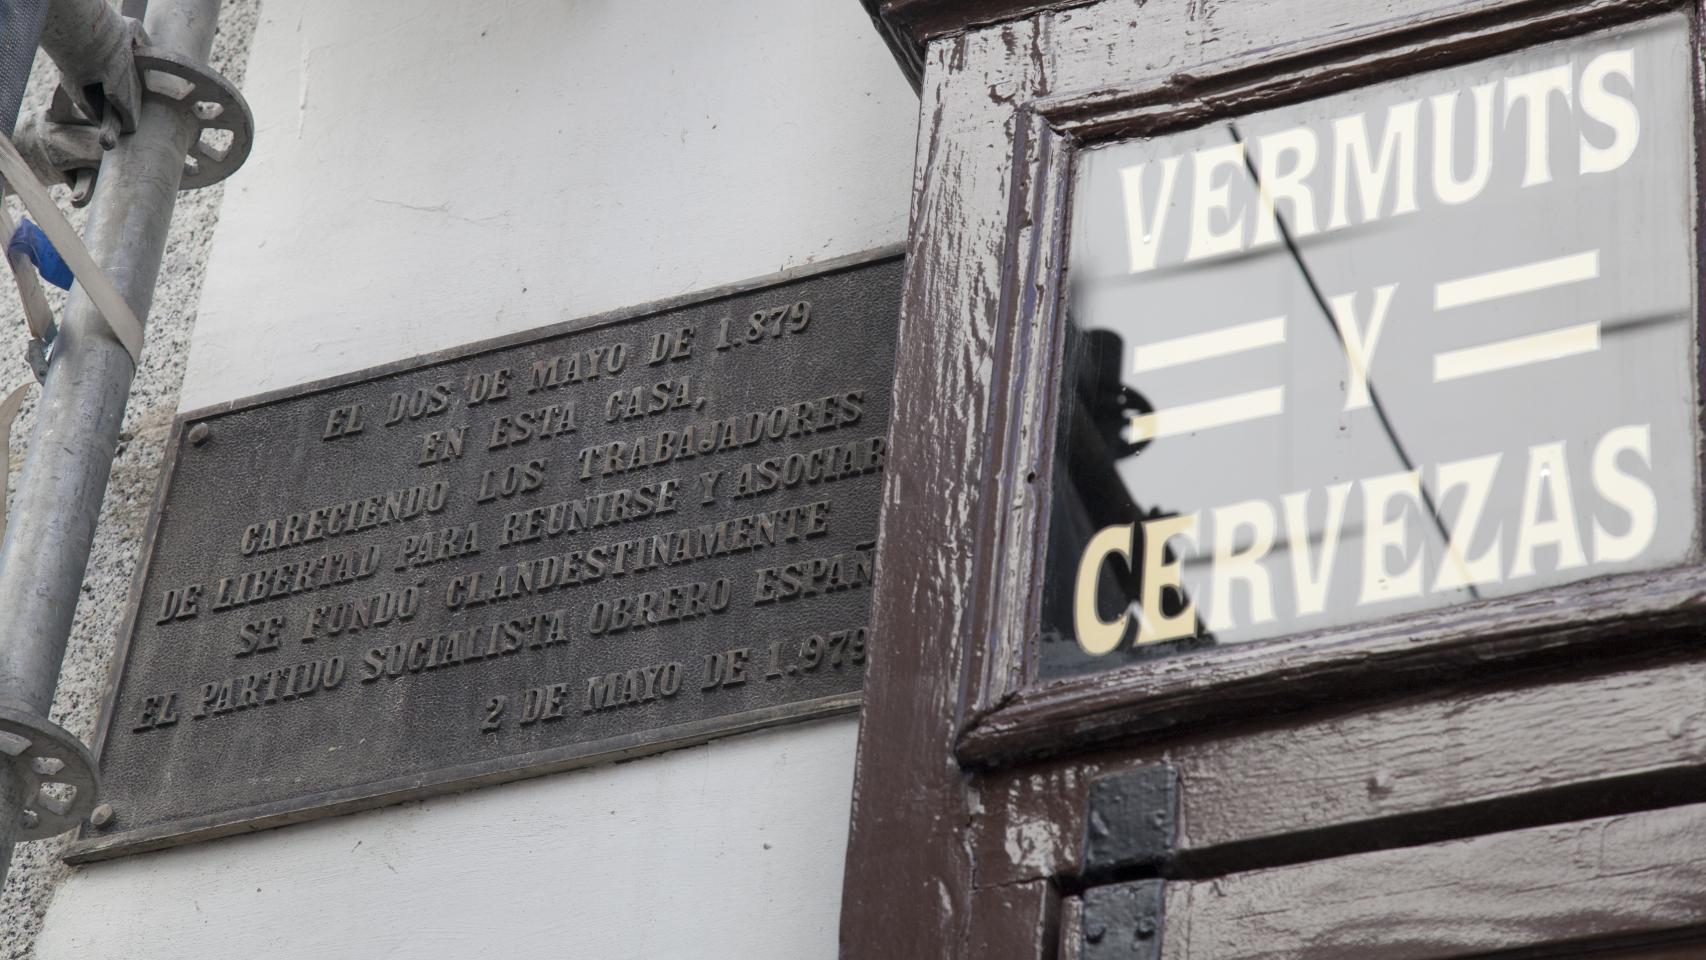 EL DOS DE MAYO DE 1.879
EN ESTA CASA,
CARECIENDO LOS TRABAJADORES
DE LIBERTAD PARA REUNIRSE Y ASOCIAR
SE FUNDÓ CLANDESTINAMENTE
EL PARTIDO SOCIALISTA OBRERO ESPAÑ
2 DE MAYO DE 1.979
VERMUTS
= Y =
CERVEZAS